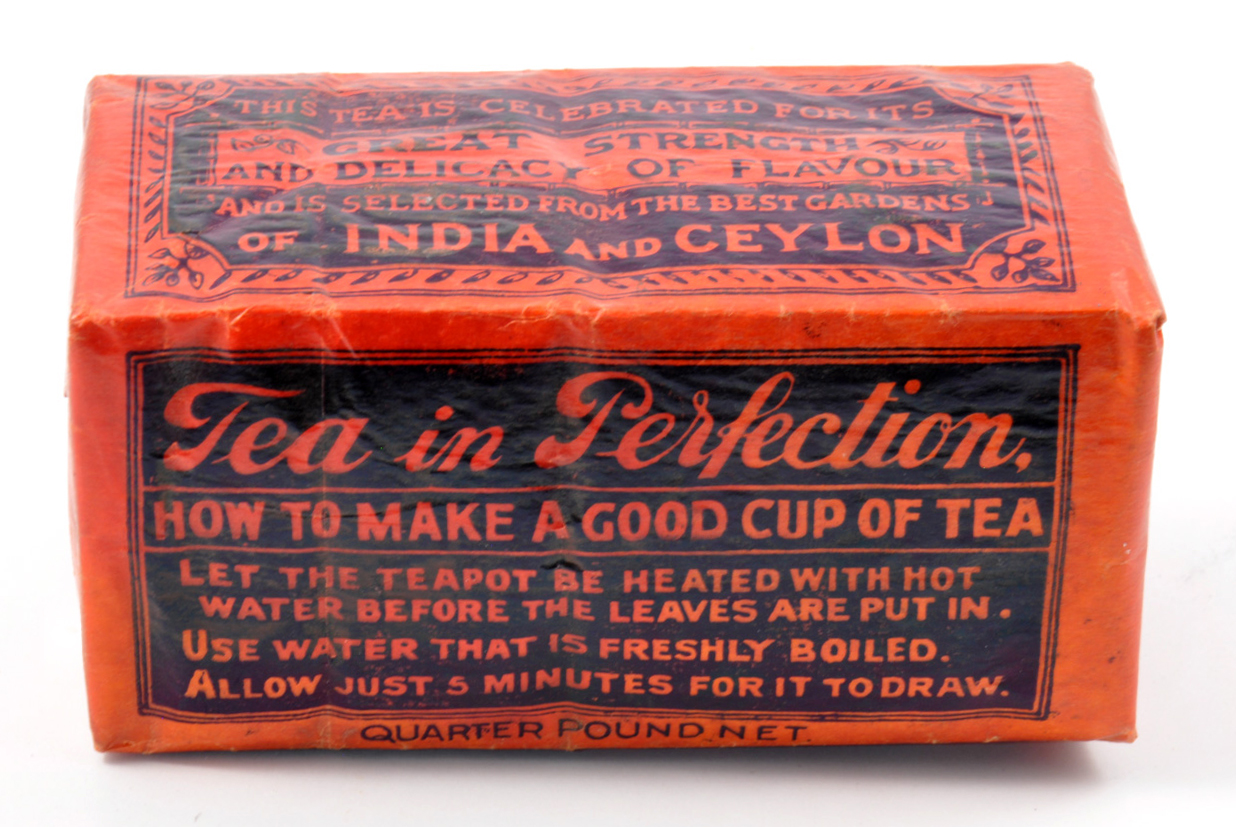 THIS TEA IS CELEBRATED FOR ITS
GREAT STRENGTH
AND DELICACY OF FLAVOUR
AND IS SELECTED FROM THE BEST GARDENS
OF INDIA AND CEYLON
Tea in Perfection,
HOW TO MAKE A GOOD CUP OF TEA
LET THE TEAPOT BE HEATED WITH HOT
WATER BEFORE THE LEAVES ARE PUT IN.
USE WATER THAT IS FRESHLY BOILED.
ALLOW JUST 5 MINUTES FOR IT TO DRAW.
QUARTER POUND NET.